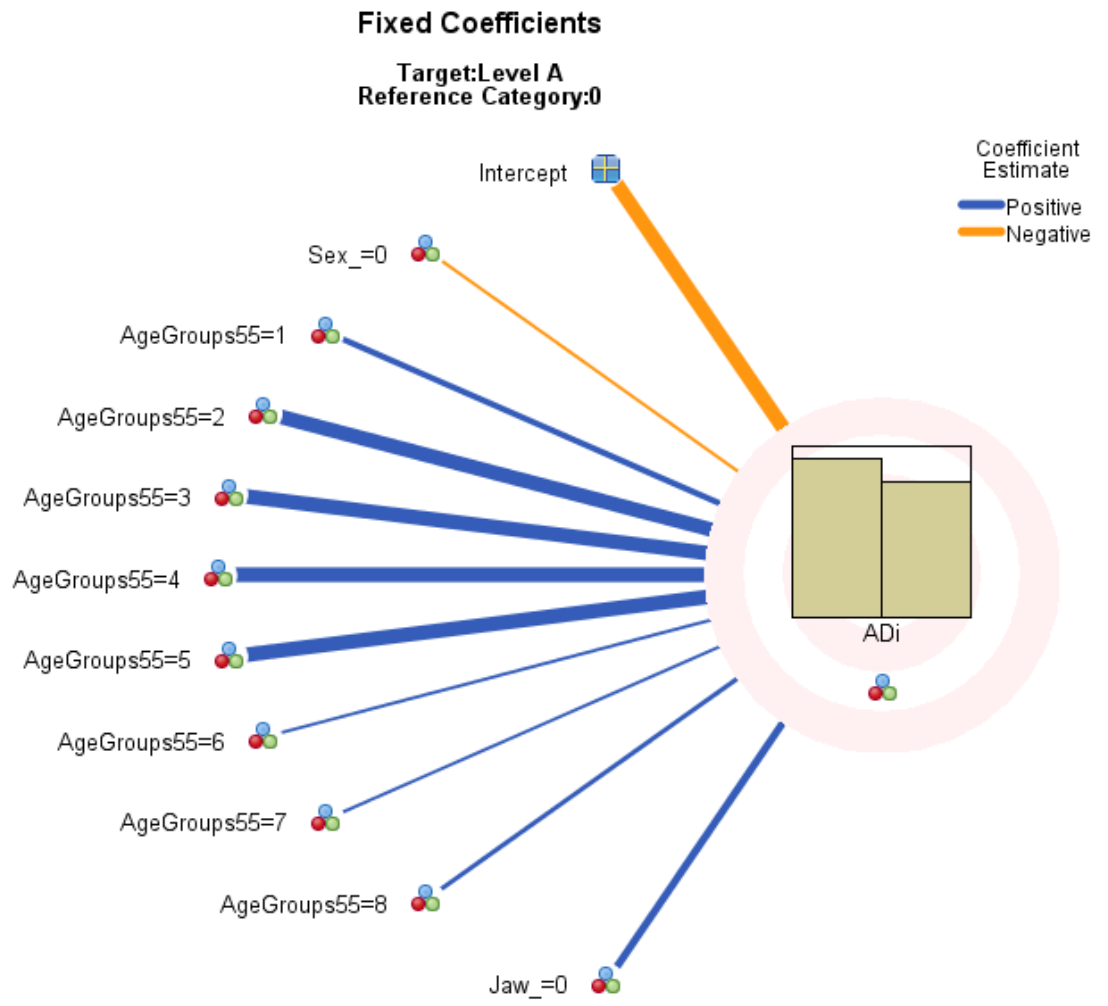 Fixed Coefficients
Target:Level A
Reference Category:0
Coefficient
Estimate
Positive
Negative
Intercept
Sex_=0
AgeGroups55=1
AgeGroups55=2
AgeGroups55=3
AgeGroups55=4
AgeGroups55=5
AgeGroups55=6
AgeGroups55=7
AgeGroups55=8
Jaw_=0
ADi